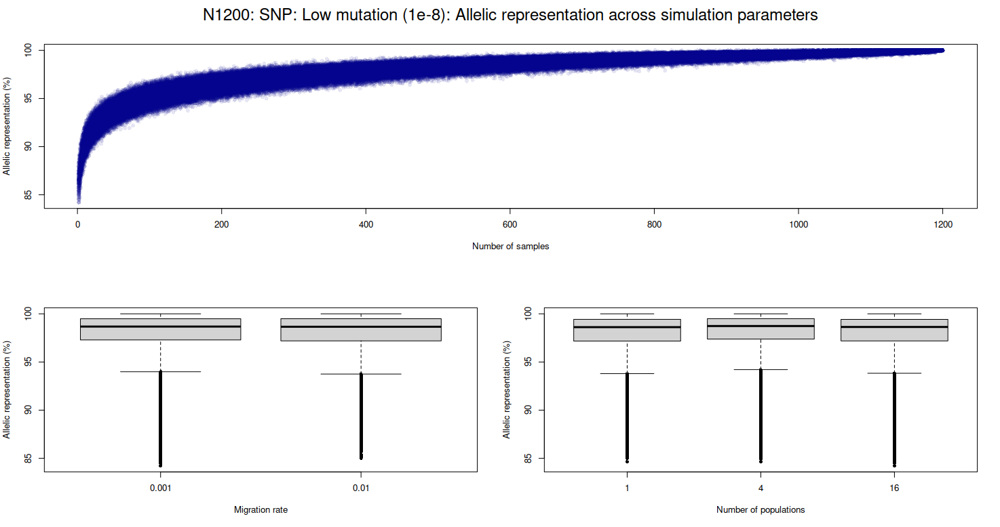 N1200: SNP: Low mutation (1e-8): Allelic representation across simulation parameters
Allelic representation (%)
100
95
90
85
0 200 400 600 800 1000 1200
Number of samples
Allelic representation (%)
100
95
90
85
0.001 0.01
Migration rate
Allelic representation (%)
100
95
90
85
1 4 16
Number of populations